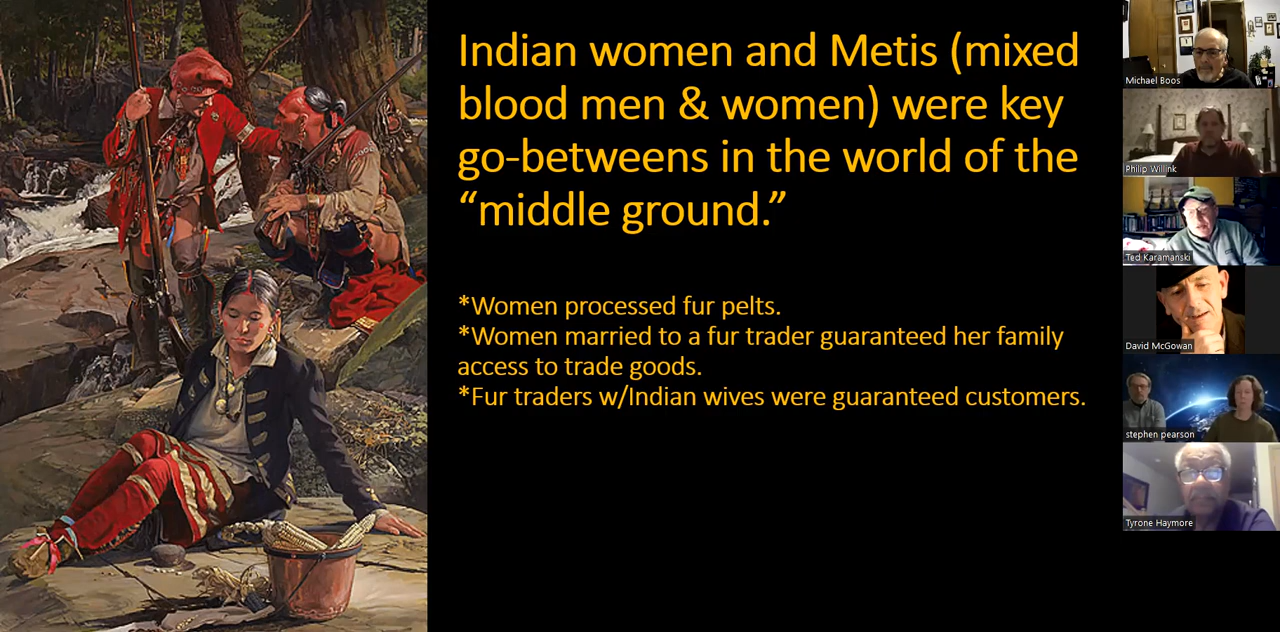 Indian women and Metis (mixed
blood men & women) were key
go-betweens in the world of the
“middle ground.”
*Women processed fur pelts.
*Women married to a fur trader guaranteed her family
access to trade goods.
*Fur traders w/Indian wives were guaranteed customers.
Michael Boos
Philip Willink
Ted Karamanski
David McGowan
stephen pearson
Tyrone Haymore